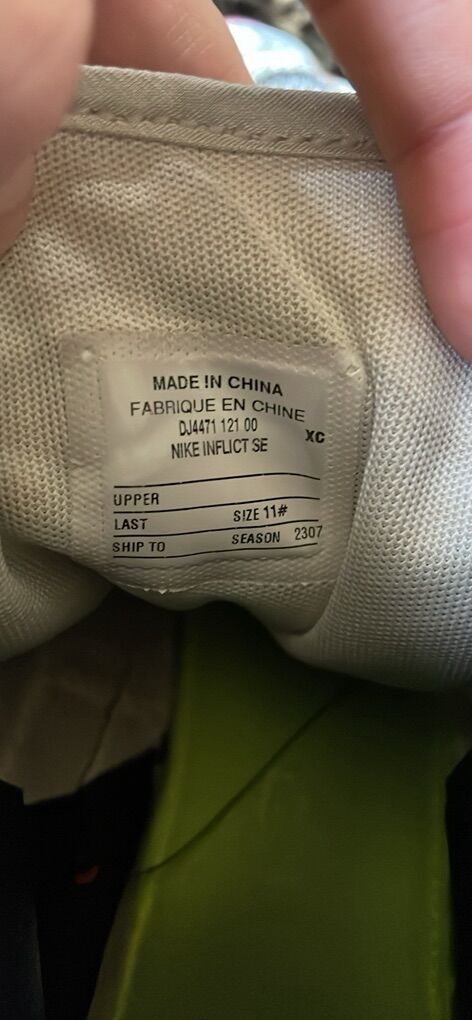 MADE IN CHINA
FABRIQUE EN CHINE
DJ4471 121 00 XC
NIKE INFLICT SE
UPPER
LAST SIZE 11#
SHIP TO SEASON 2307